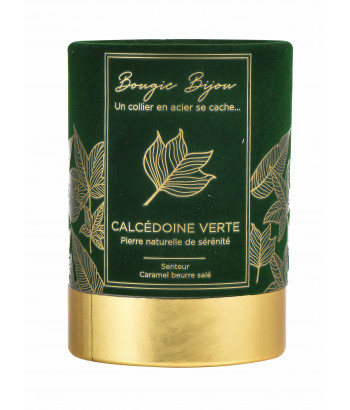 Bougie Bijou
Un collier en acier se cache...
CALCÉDOINE VERTE
Pierre naturelle de sérénité
Senteur
Caramel beurre salé